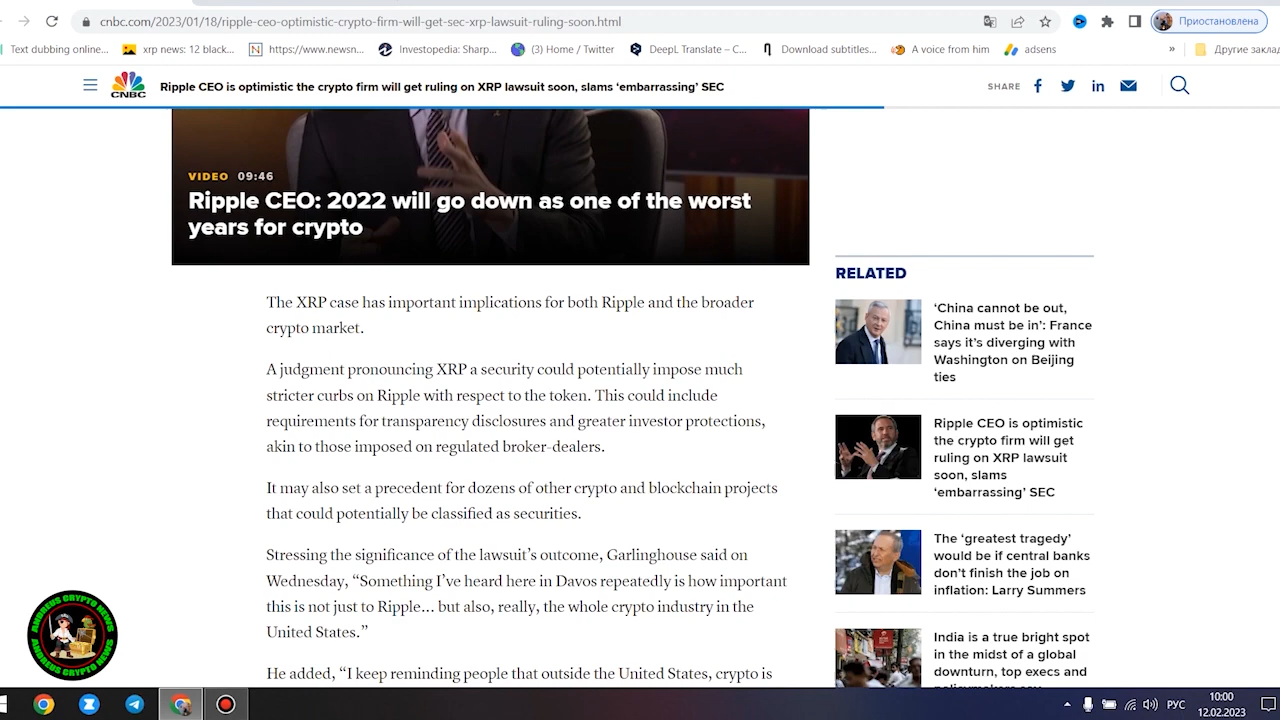 cnbc.com/2023/01/18/ripple-ceo-optimistic-crypto-firm-will-get-sec-xrp-lawsuit-ruling-soon.html
Приостановлена
Text dubbing online...
xrp news: 12 black...
https://www.newsn...
Investopedia: Sharp...
(3) Home / Twitter
DeepL Translate – C...
Download subtitles...
A voice from him
adsens
»
Другие заклад
CNBC
Ripple CEO is optimistic the crypto firm will get ruling on XRP lawsuit soon, slams ‘embarrassing’ SEC
SHARE
VIDEO 09:46
Ripple CEO: 2022 will go down as one of the worst
years for crypto
The XRP case has important implications for both Ripple and the broader
crypto market.
A judgment pronouncing XRP a security could potentially impose much
stricter curbs on Ripple with respect to the token. This could include
requirements for transparency disclosures and greater investor protections,
akin to those imposed on regulated broker-dealers.
It may also set a precedent for dozens of other crypto and blockchain projects
that could potentially be classified as securities.
Stressing the significance of the lawsuit’s outcome, Garlinghouse said on
Wednesday, “Something I’ve heard here in Davos repeatedly is how important
this is not just to Ripple... but also, really, the whole crypto industry in the
United States.”
He added, “I keep reminding people that outside the United States, crypto is
RELATED
‘China cannot be out,
China must be in’: France
says it’s diverging with
Washington on Beijing
ties
Ripple CEO is optimistic
the crypto firm will get
ruling on XRP lawsuit
soon, slams
‘embarrassing’ SEC
The ‘greatest tragedy’
would be if central banks
don’t finish the job on
inflation: Larry Summers
India is a true bright spot
in the midst of a global
downturn, top execs and
policymakers say
ANDREUS CRYPTO NEWS
ANDREUS CRYPTO NEWS
РУС
10:00
12.02.2023